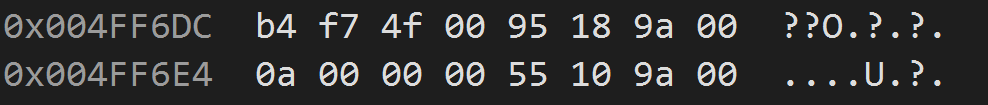 0x004FF6DC  b4 f7 4f 00 95 18 9a 00  ??O.?.?.
0x004FF6E4  0a 00 00 00 55 10 9a 00  ....U.?.